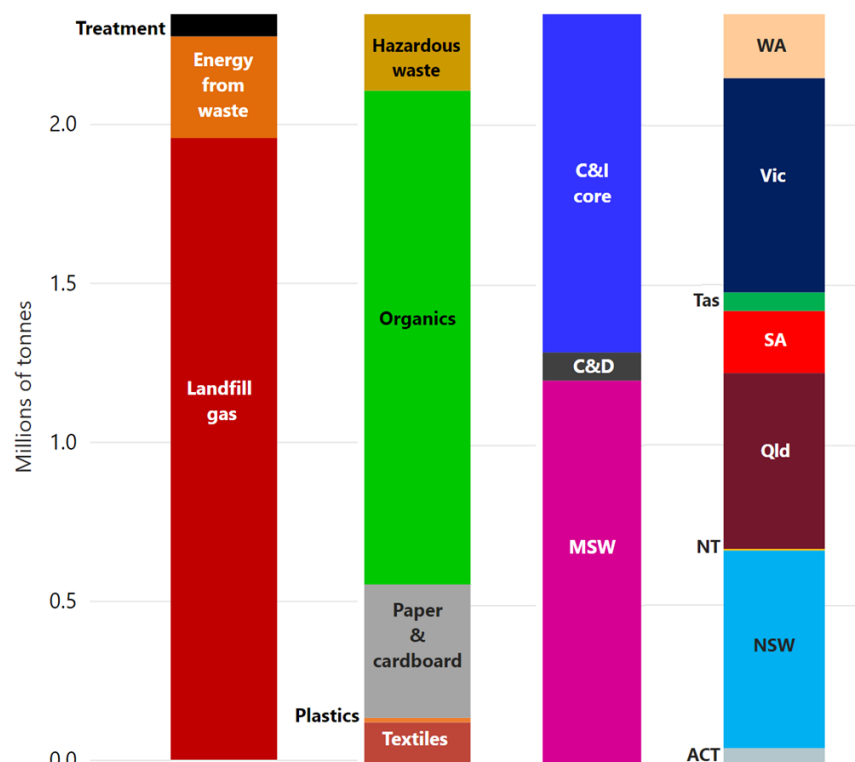 Treatment
Energy
from
waste
Landfill
gas
Hazardous
waste
Organics
Paper
&
cardboard
Plastics
Textiles
C&I
core
C&D
MSW
WA
Vic
Tas
SA
Qld
NT
NSW
ACT
Millions of tonnes
2.0
1.5
1.0
0.5
0.0